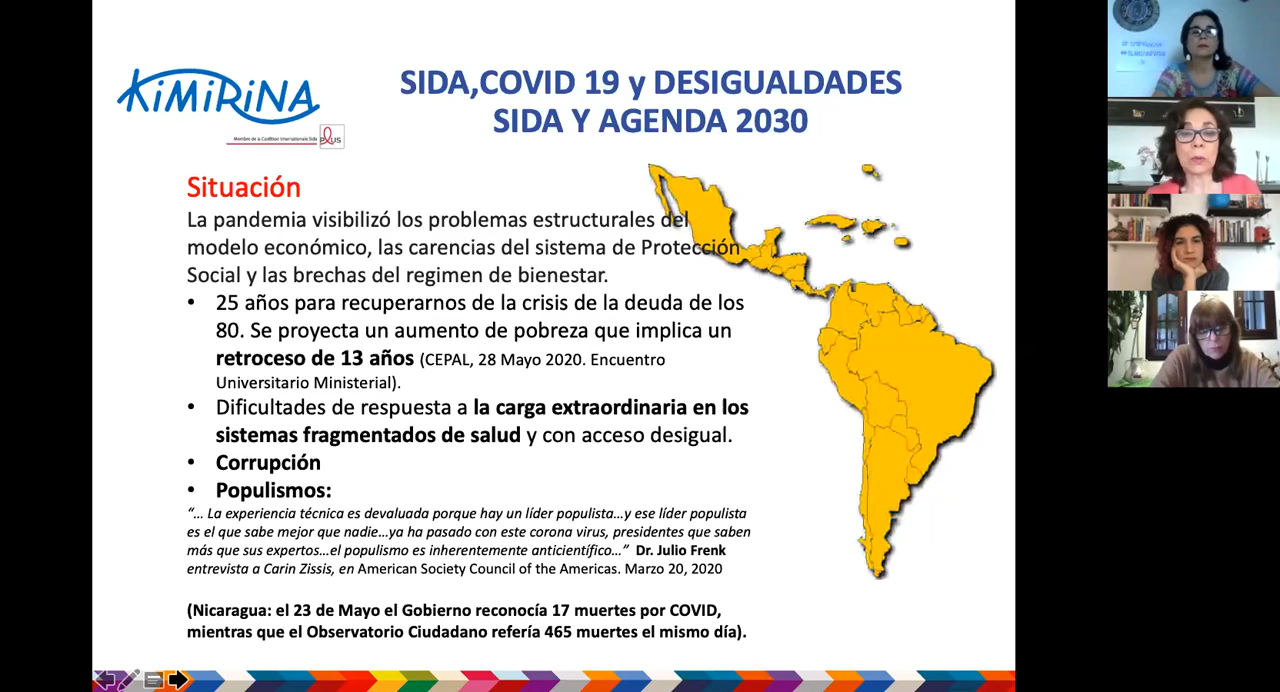 KiMiRiNA
Membre de la Coalition Internationale Sida PLUS
SIDA,COVID 19 y DESIGUALDADES
SIDA Y AGENDA 2030
Situación
La pandemia visibilizó los problemas estructurales del
modelo económico, las carencias del sistema de Protección
Social y las brechas del regimen de bienestar.
• 25 años para recuperarnos de la crisis de la deuda de los
80. Se proyecta un aumento de pobreza que implica un
retroceso de 13 años (CEPAL, 28 Mayo 2020. Encuentro
Universitario Ministerial).
• Dificultades de respuesta a la carga extraordinaria en los
sistemas fragmentados de salud y con acceso desigual.
• Corrupción
• Populismos:
“... La experiencia técnica es devaluada porque hay un líder populista...y ese líder populista
es el que sabe mejor que nadie...ya ha pasado con este corona virus, presidentes que saben
más que sus expertos...el populismo es inherentemente anticientífico...” Dr. Julio Frenk
entrevista a Carin Zissis, en American Society Council of the Americas. Marzo 20, 2020
(Nicaragua: el 23 de Mayo el Gobierno reconocía 17 muertes por COVID,
mientras que el Observatorio Ciudadano refería 465 muertes el mismo día).